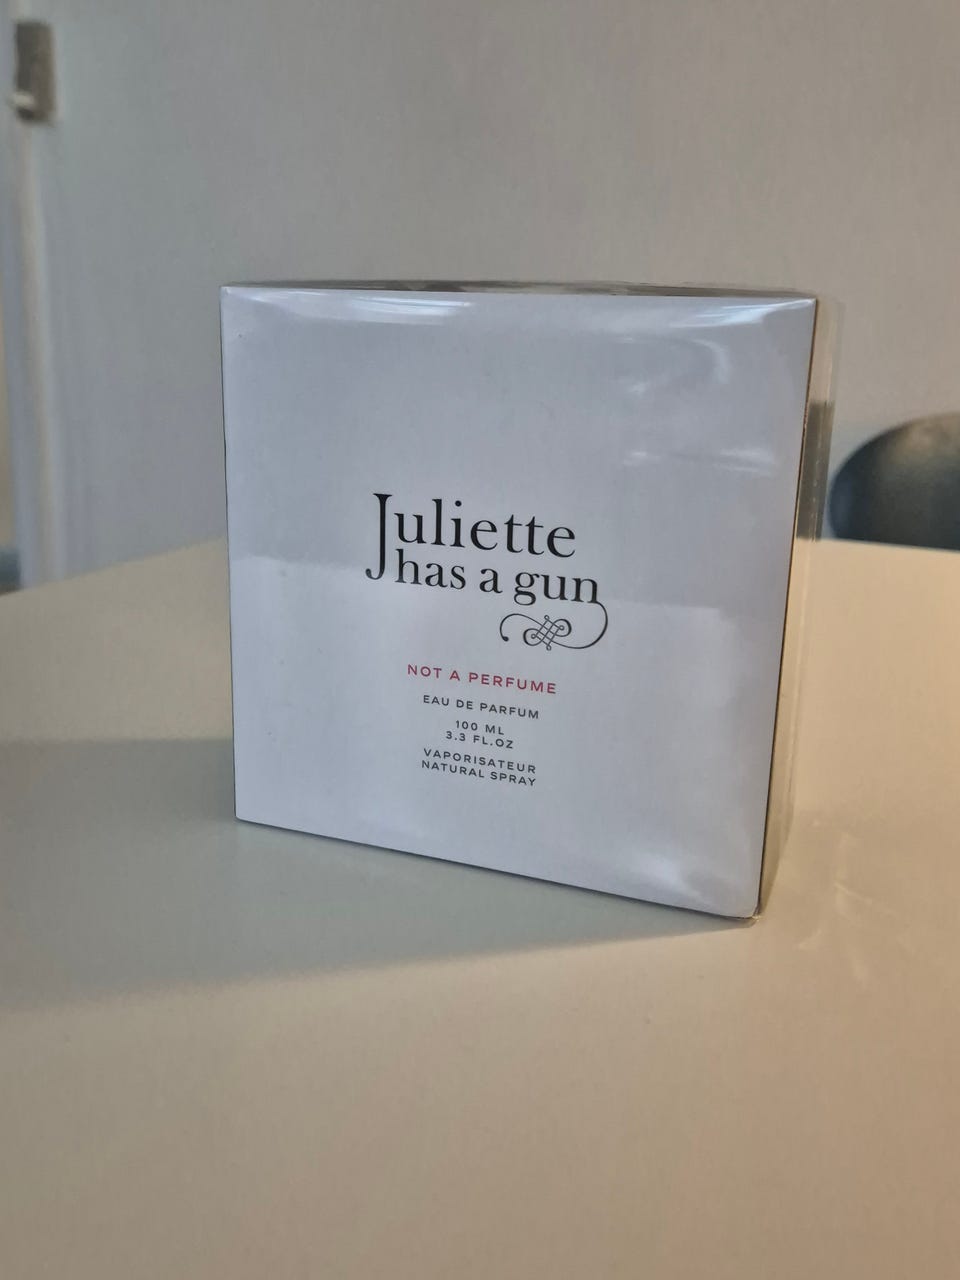 Juliette
has a gun
NOT A PERFUME
EAU DE PARFUM
100 ML
3.3 FL.OZ
VAPORISATEUR
NATURAL SPRAY